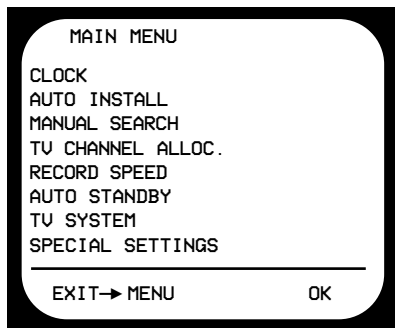 MAIN MENU
CLOCK
AUTO INSTALL
MANUAL SEARCH
TV CHANNEL ALLOC.
RECORD SPEED
AUTO STANDBY
TV SYSTEM
SPECIAL SETTINGS
EXIT→ MENU OK